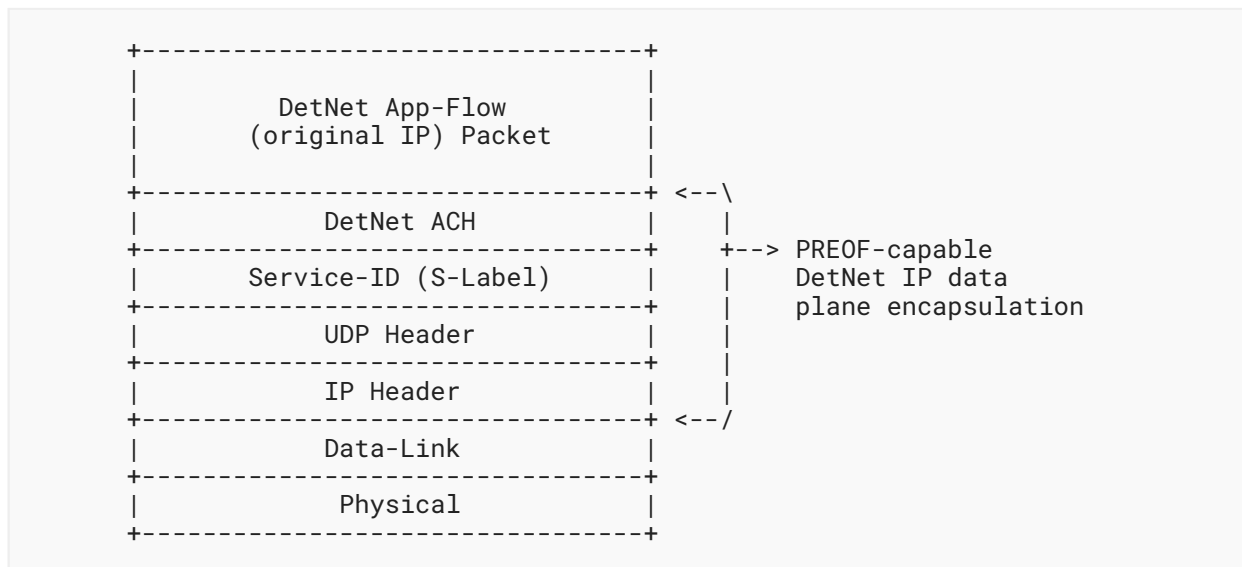 +---------------------------------+
|                                 |
|         DetNet App-Flow         |
|       (original IP) Packet      |
|                                 |
+---------------------------------+ <--\
|            DetNet ACH           |    |
+---------------------------------+    +--> PREOF-capable
|       Service-ID (S-Label)      |    |    DetNet IP data
+---------------------------------+    |    plane encapsulation
|            UDP Header           |    |
+---------------------------------+    |
|            IP Header            |    |
+---------------------------------+ <--/
|            Data-Link            |
+---------------------------------+
|             Physical            |
+---------------------------------+